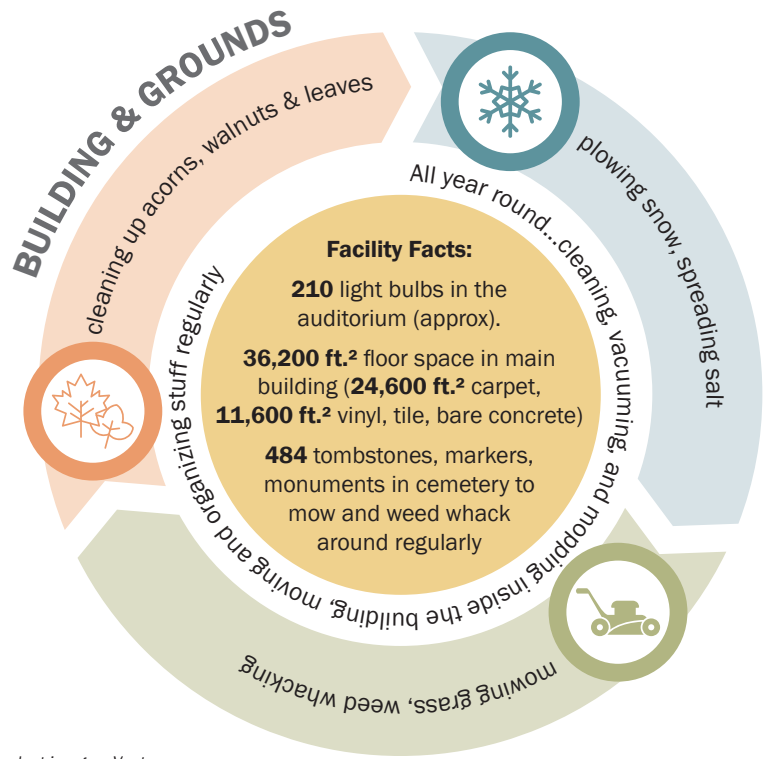 BUILDING & GROUNDS
cleaning up acorns, walnuts & leaves
plowing snow, spreading salt
mowing grass, weed whacking
All year round...cleaning, vacuuming, and mopping inside the building, moving and organizing stuff regularly
Facility Facts:
210 light bulbs in the
auditorium (approx).
36,200 ft.² floor space in main
building (24,600 ft.² carpet,
11,600 ft.² vinyl, tile, bare concrete)
484 tombstones, markers,
monuments in cemetery to
mow and weed whack
around regularly